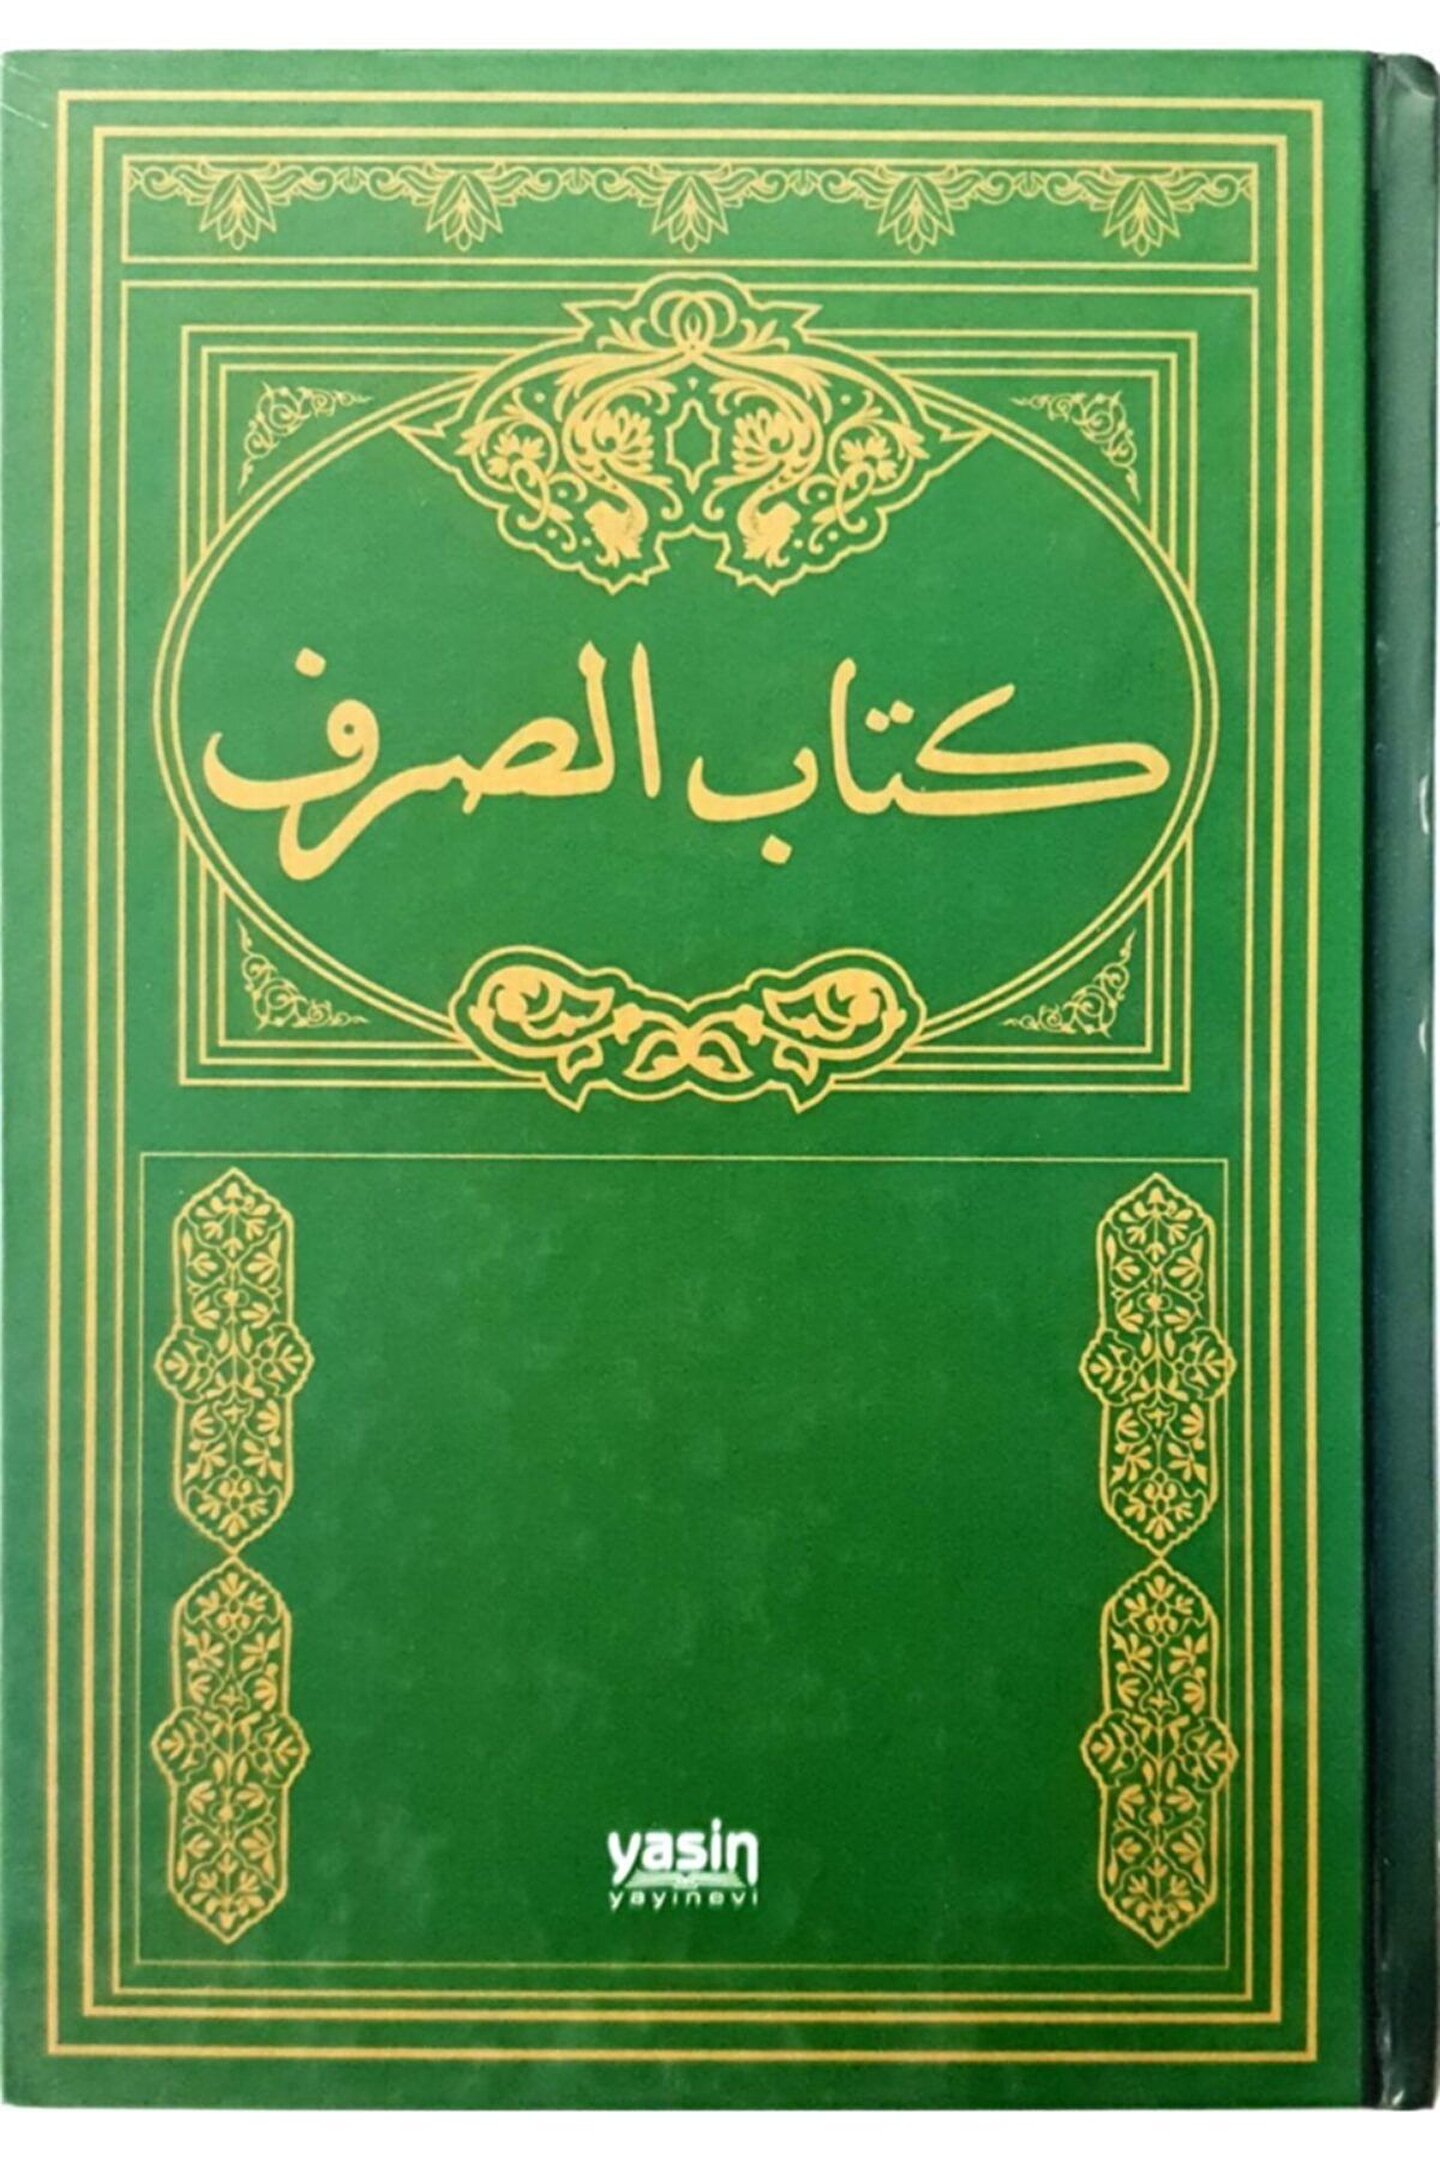 كتاب الصرف
yasin
yayınevi